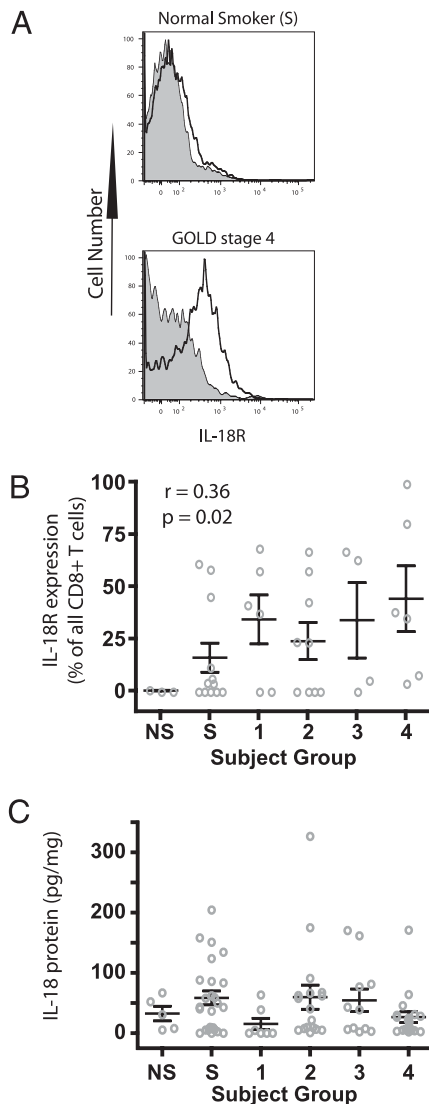 A
Normal Smoker (S)
100
80
60
40
20
0
0 10² 10³ 10⁴ 10⁵
Cell Number
GOLD stage 4
100
80
60
40
20
0
0 10² 10³ 10⁴ 10⁵
IL-18R
B
IL-18R expression
(% of all CD8+ T cells)
100
75
50
25
0
r = 0.36
p = 0.02
NS S 1 2 3 4
Subject Group
C
IL-18 protein (pg/mg)
300
200
100
50
0
NS S 1 2 3 4
Subject Group